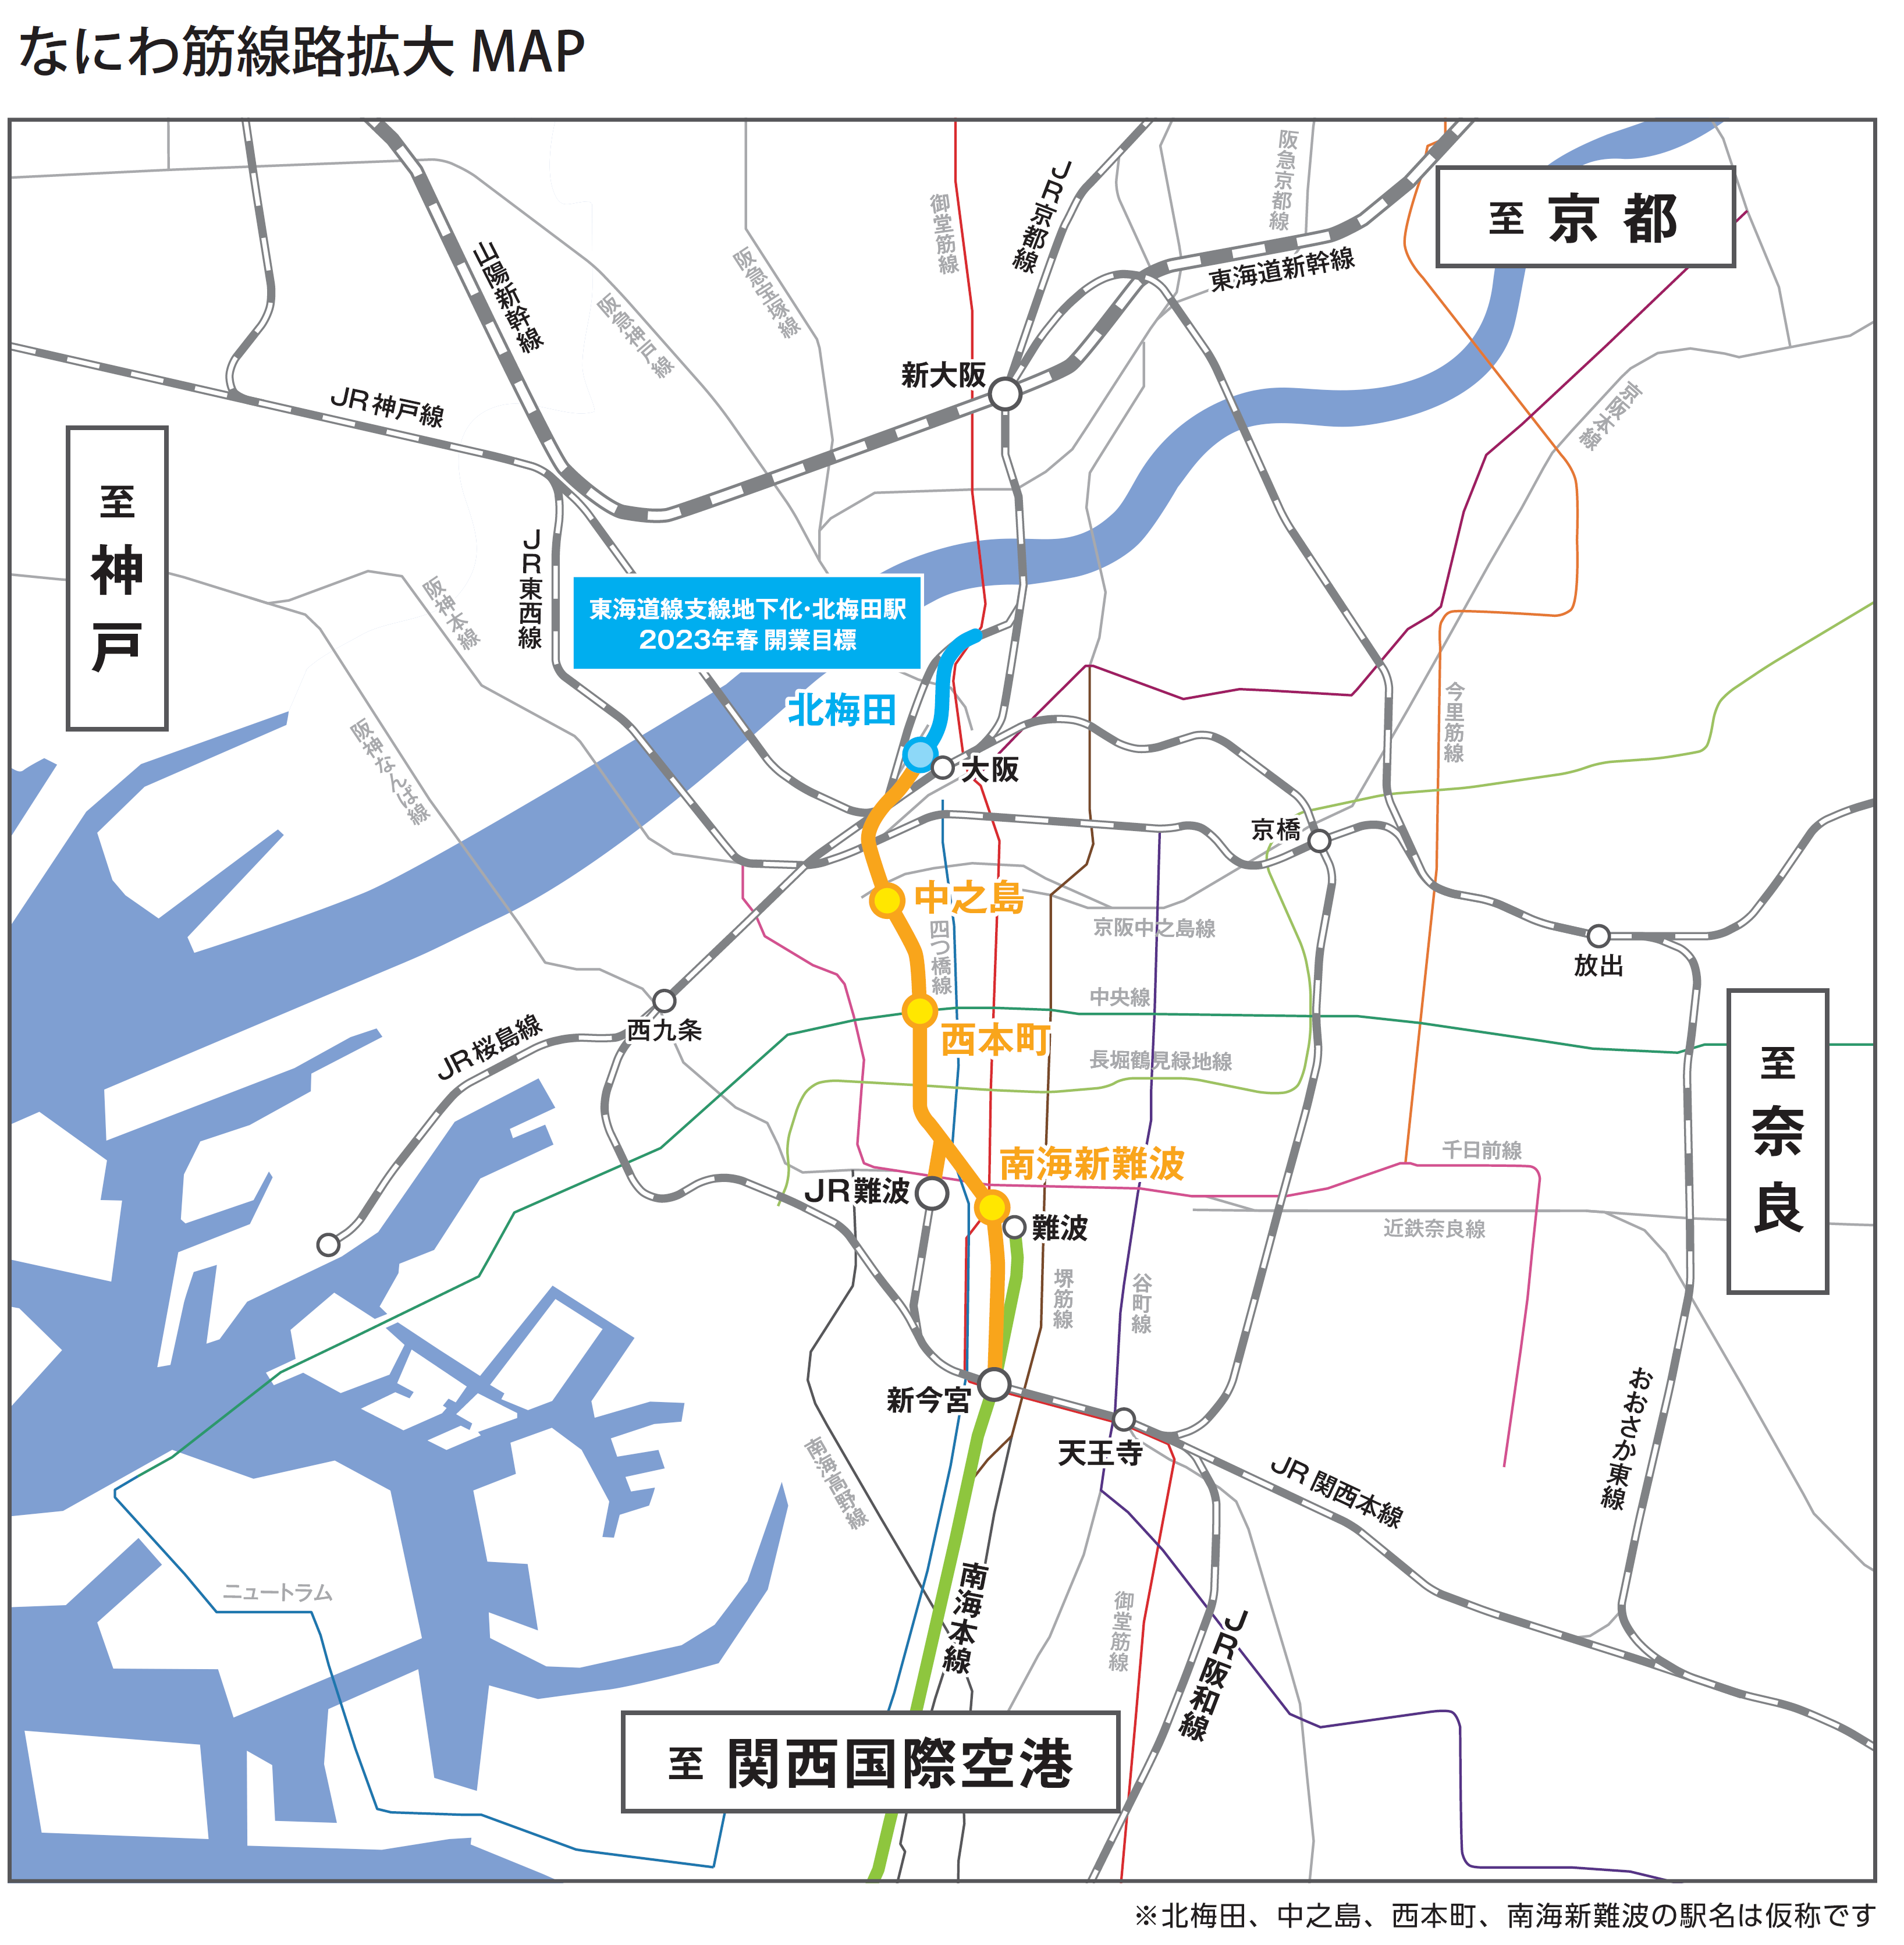 なにわ筋線路拡大 MAP
至 京都
阪急京都線
JR京都線
御堂筋線
東海道新幹線
山陽新幹線
阪急宝塚線
阪急神戸線
新大阪
JR神戸線
京阪本線
至 神戸
JR東西線
阪神本線
東海道線支線地下化・北梅田駅
2023年春 開業目標
北梅田
今里筋線
阪神なんば線
大阪
京橋
中之島
京阪中之島線
四つ橋線
放出
中央線
西九条
西本町
JR桜島線
長堀鶴見緑地線
至 奈良
南海新難波
千日前線
JR難波
難波
近鉄奈良線
堺筋線
谷町線
新今宮
天王寺
おおさか東線
南海高野線
JR関西本線
南海本線
ニュートラム
御堂筋線
JR阪和線
至 関西国際空港
※北梅田、中之島、西本町、南海新難波の駅名は仮称です